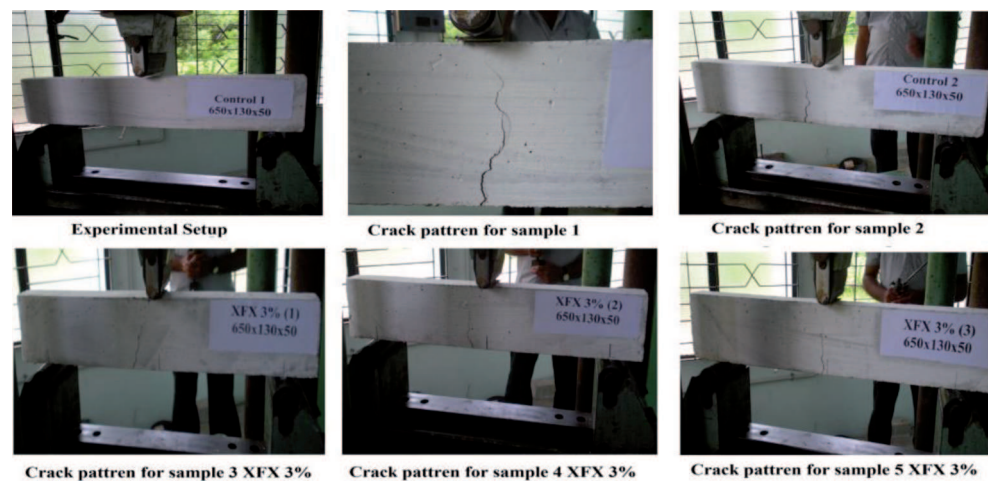 Control 1
650x130x50
Control 2
650x130x50
Experimental Setup
Crack pattren for sample 1
Crack pattren for sample 2
XFX 3% (1)
650x130x50
XFX 3% (2)
650x130x50
XFX 3% (3)
650x130x50
Crack pattren for sample 3 XFX 3%
Crack pattren for sample 4 XFX 3%
Crack pattren for sample 5 XFX 3%